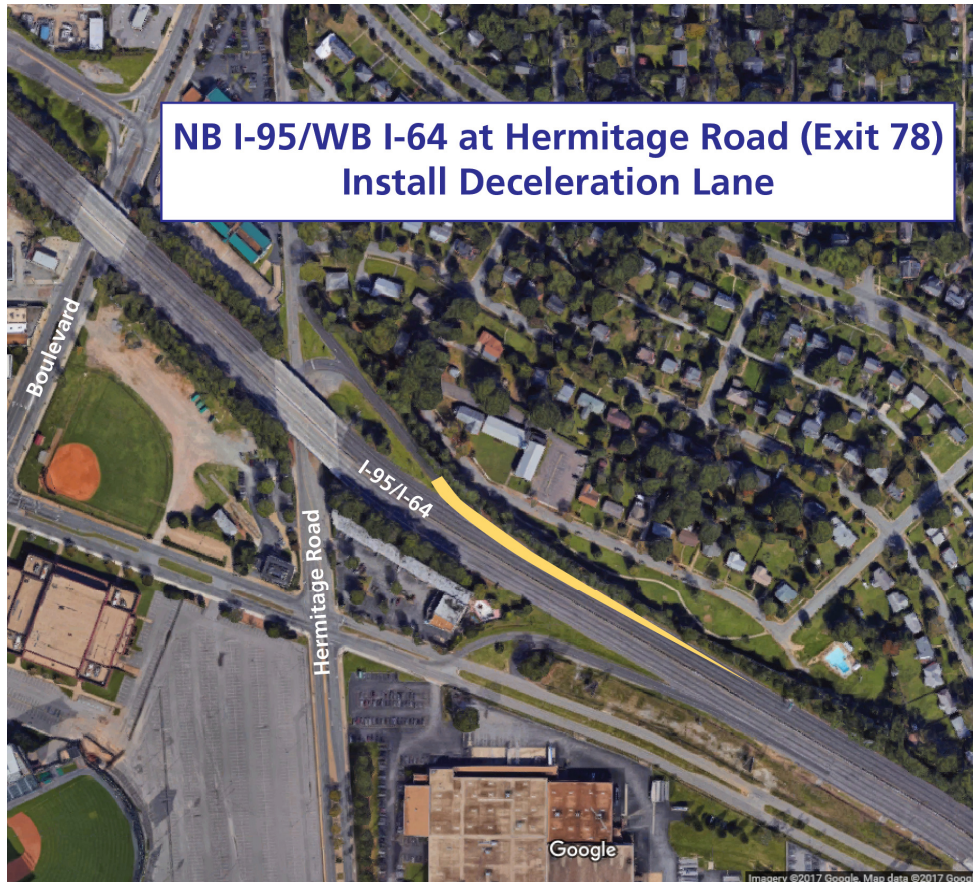 NB I-95/WB I-64 at Hermitage Road (Exit 78)
Install Deceleration Lane
Boulevard
I-95/I-64
Hermitage Road
Google
Imagery ©2017 Google, Map data ©2017 Goog